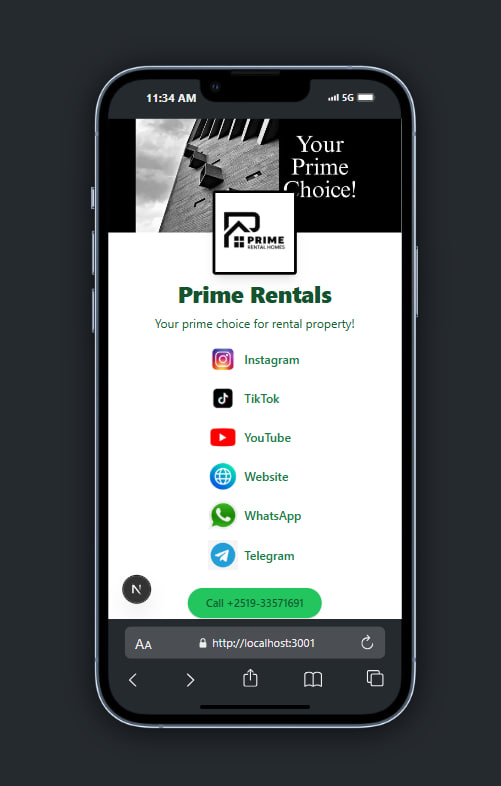 11:34 AM
5G
Your
Prime
Choice!
PRIME
RENTAL HOMES
Prime Rentals
Your prime choice for rental property!
Instagram
TikTok
YouTube
Website
WhatsApp
Telegram
N
Call +2519-33571691
AA
http://localhost:3001